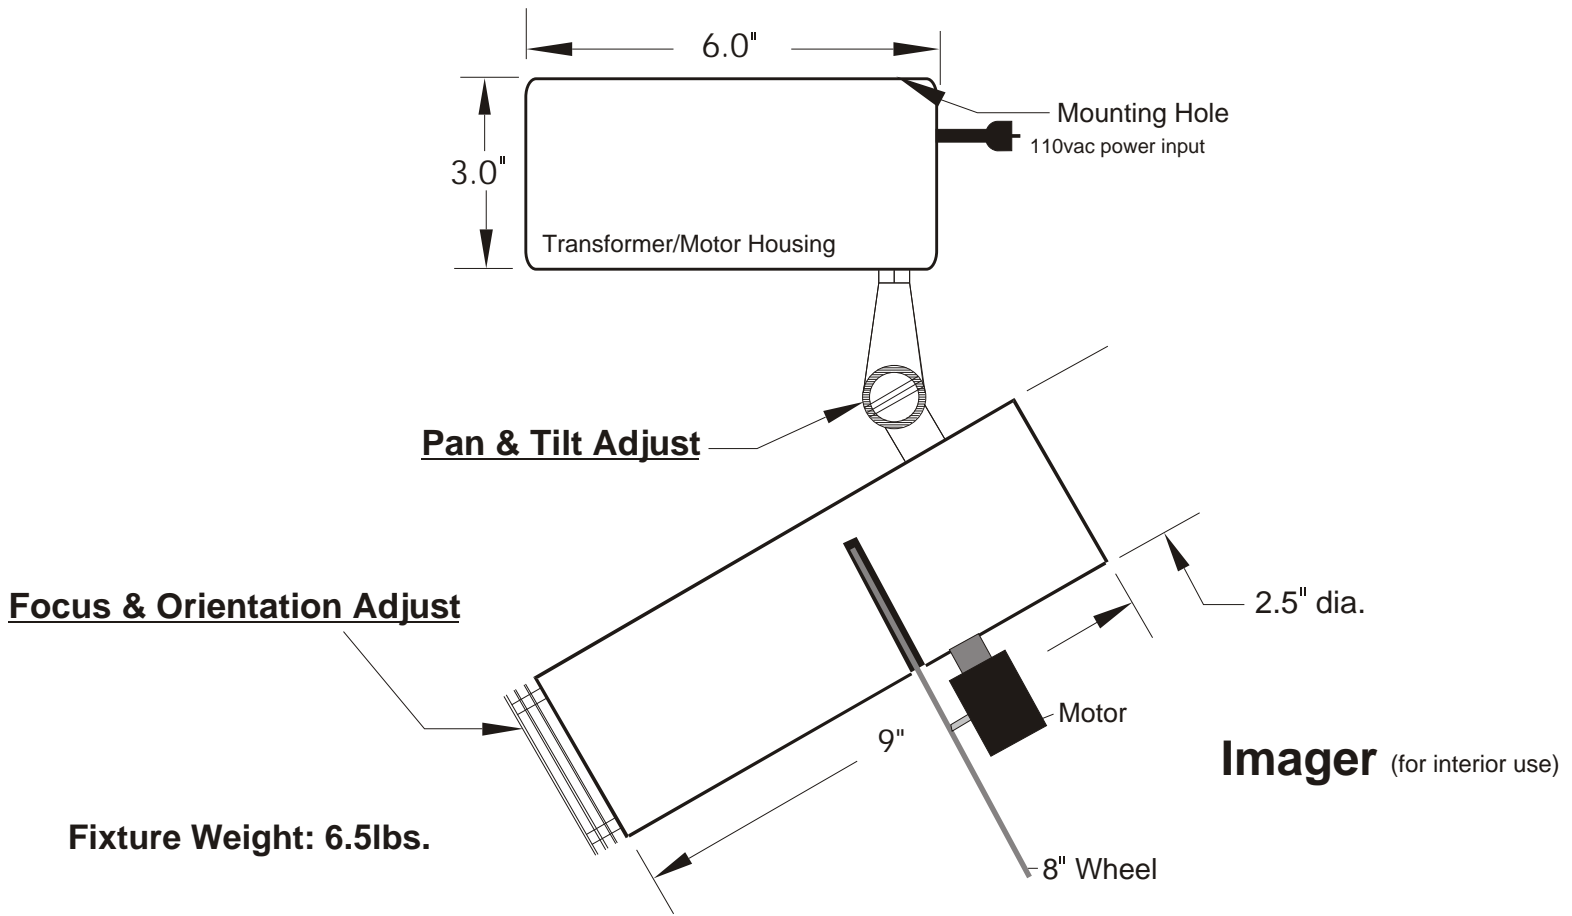 6.0"
Mounting Hole
110vac power input
3.0"
Transformer/Motor Housing
Pan & Tilt Adjust
Focus & Orientation Adjust
2.5" dia.
Motor
9"
Imager (for interior use)
Fixture Weight: 6.5lbs.
8" Wheel